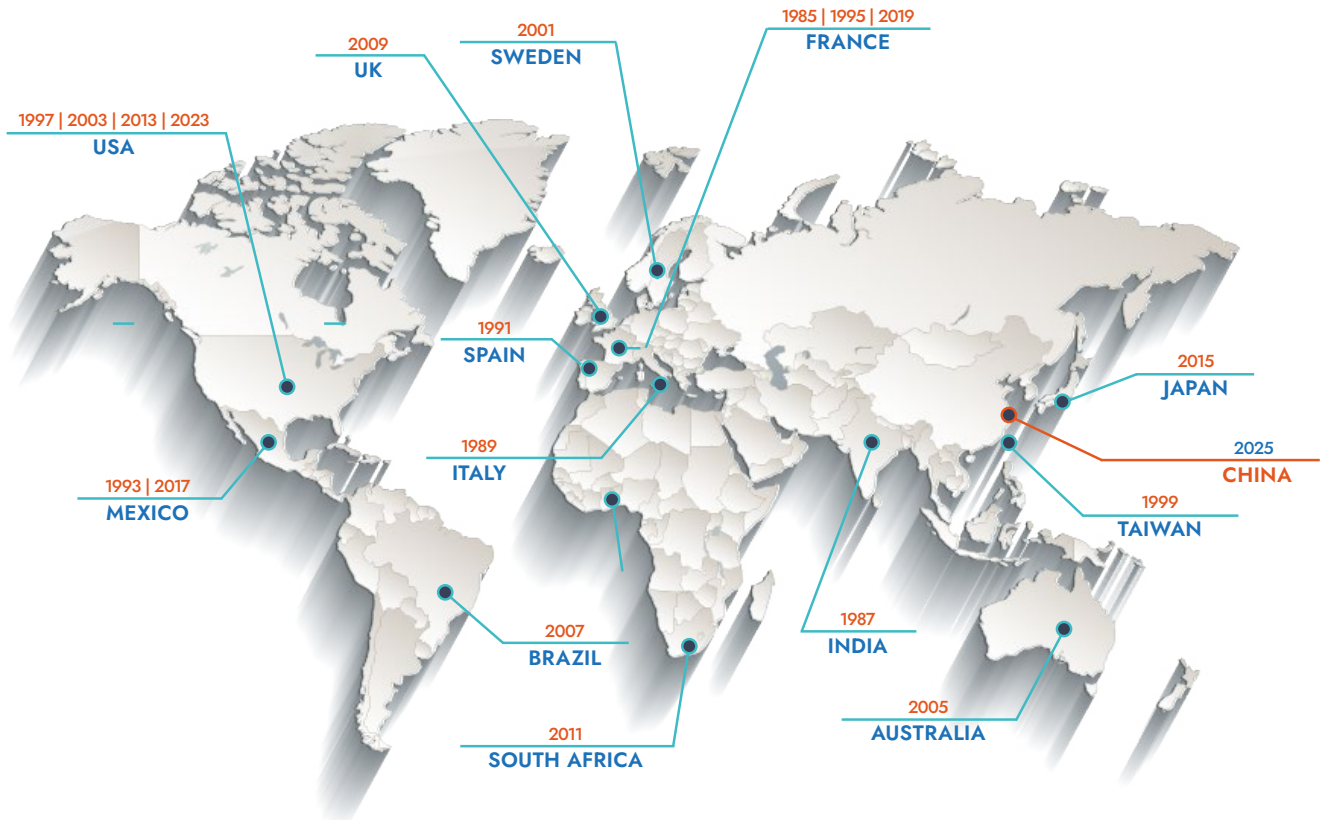 1985 | 1995 | 2019
FRANCE
2001
SWEDEN
2009
UK
1997 | 2003 | 2013 | 2023
USA
1991
SPAIN
2015
JAPAN
1989
ITALY
2025
CHINA
1993 | 2017
MEXICO
1999
TAIWAN
2007
BRAZIL
1987
INDIA
2005
AUSTRALIA
2011
SOUTH AFRICA